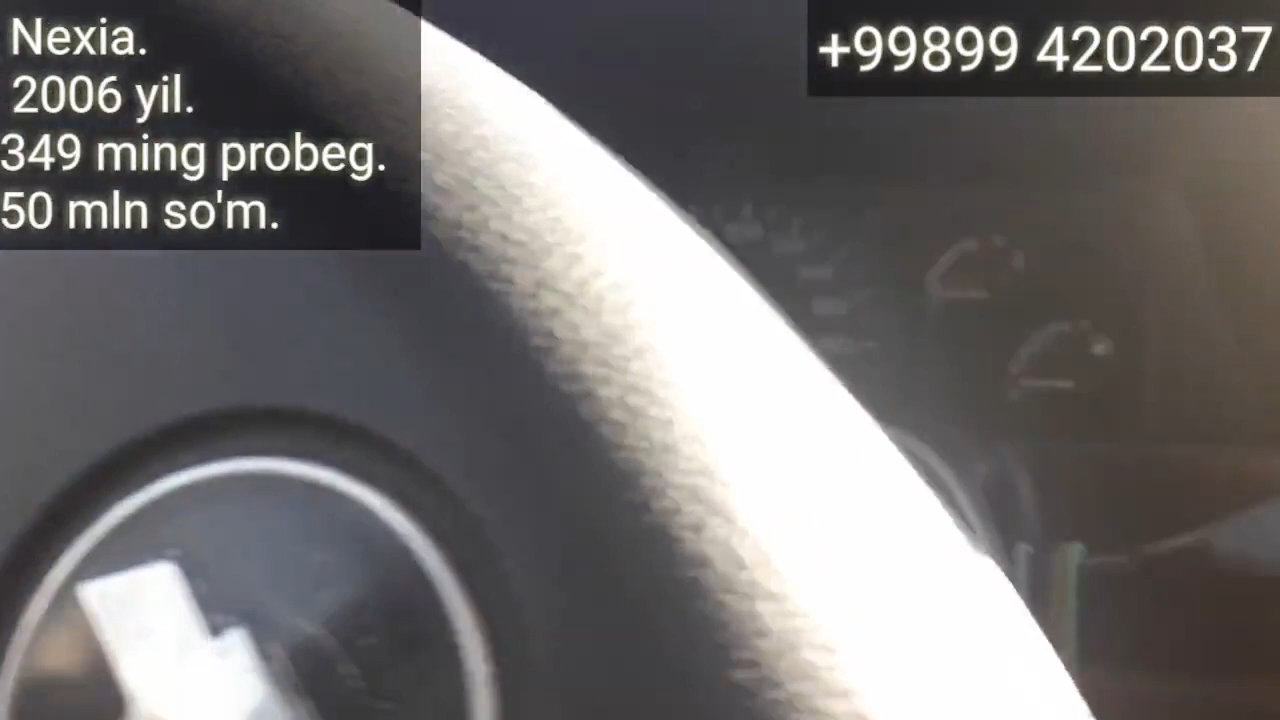 Nexia.
2006 yil.
349 ming probeg.
50 mln so'm.
+99899 4202037